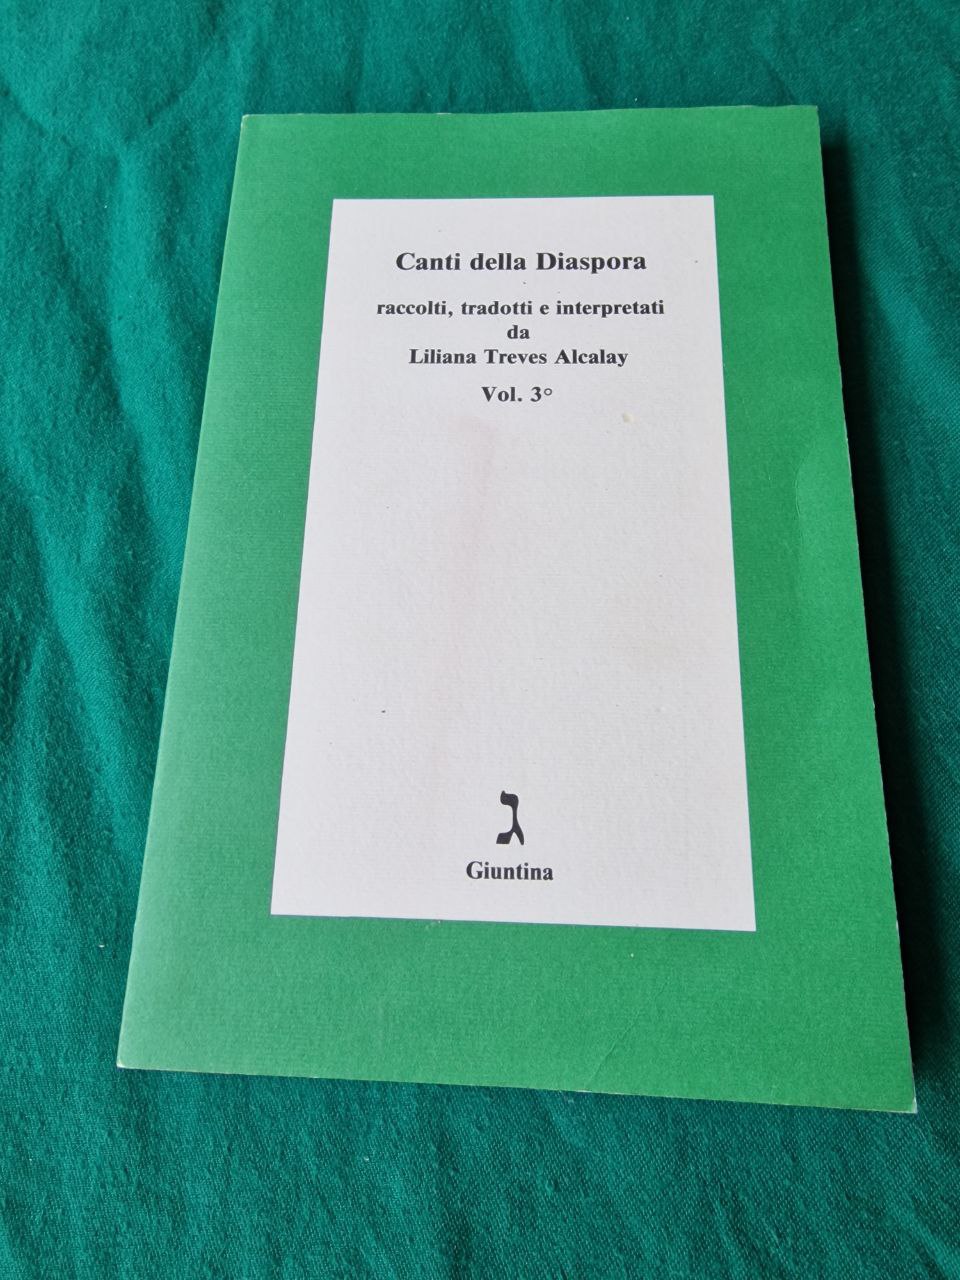 Canti della Diaspora
raccolti, tradotti e interpretati
da
Liliana Treves Alcalay
Vol. 3°
ג
Giuntina